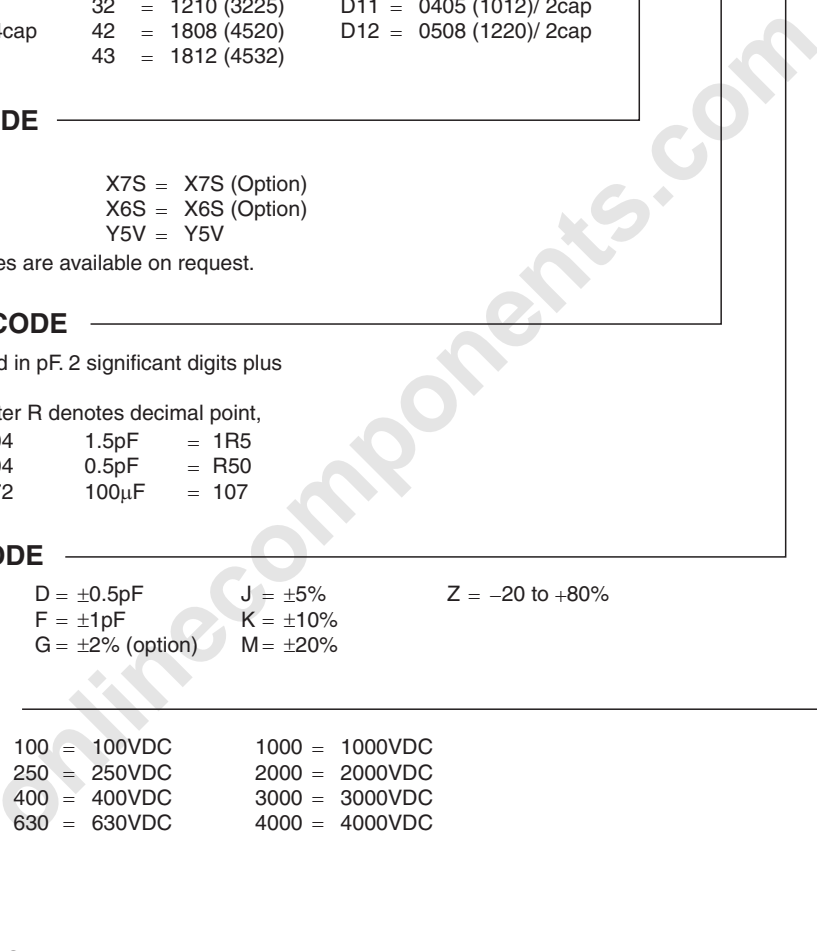 32 = 1210 (3225) D11 = 0405 (1012)/ 2cap
cap 42 = 1808 (4520) D12 = 0508 (1220)/ 2cap
43 = 1812 (4532)
DE
X7S = X7S (Option)
X6S = X6S (Option)
Y5V = Y5V
es are available on request.
CODE
d in pF. 2 significant digits plus
ter R denotes decimal point,
4 1.5pF = 1R5
4 0.5pF = R50
2 100μF = 107
ODE
D = ±0.5pF J = ±5% Z = −20 to +80%
F = ±1pF K = ±10%
G = ±2% (option) M = ±20%
100 = 100VDC 1000 = 1000VDC
250 = 250VDC 2000 = 2000VDC
400 = 400VDC 3000 = 3000VDC
630 = 630VDC 4000 = 4000VDC
onlinecomponents.com